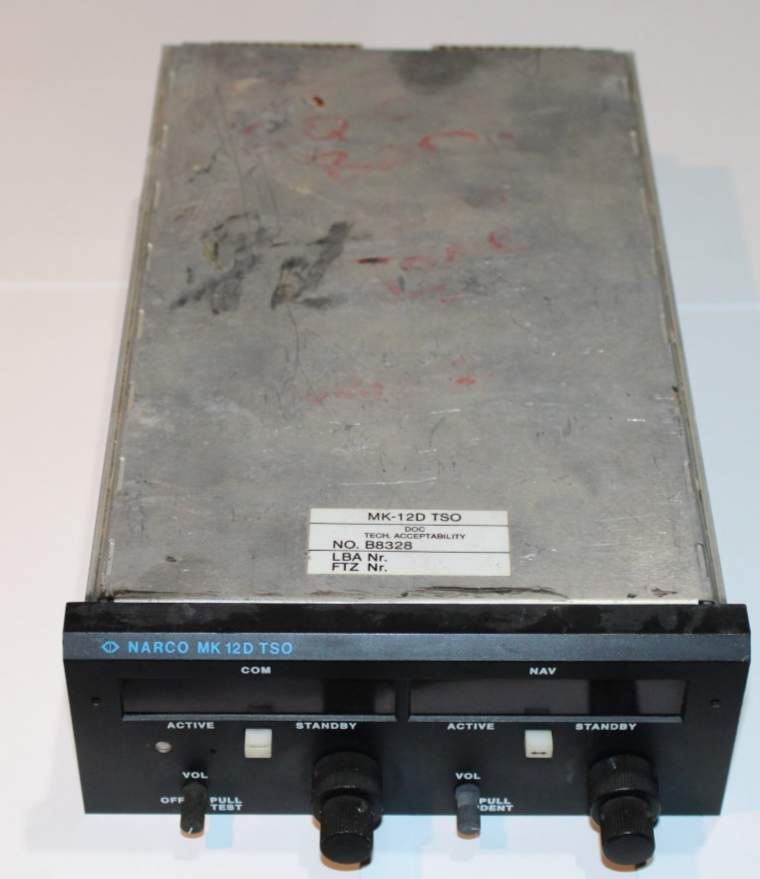 MK-12D TSO
DOC
TECH. ACCEPTABILITY
NO. B8328
LBA Nr.
FTZ Nr.
NARCO MK 12D TSO
COM NAV
ACTIVE STANDBY ACTIVE STANDBY
VOL VOL
OFF PULL PULL
TEST DENT